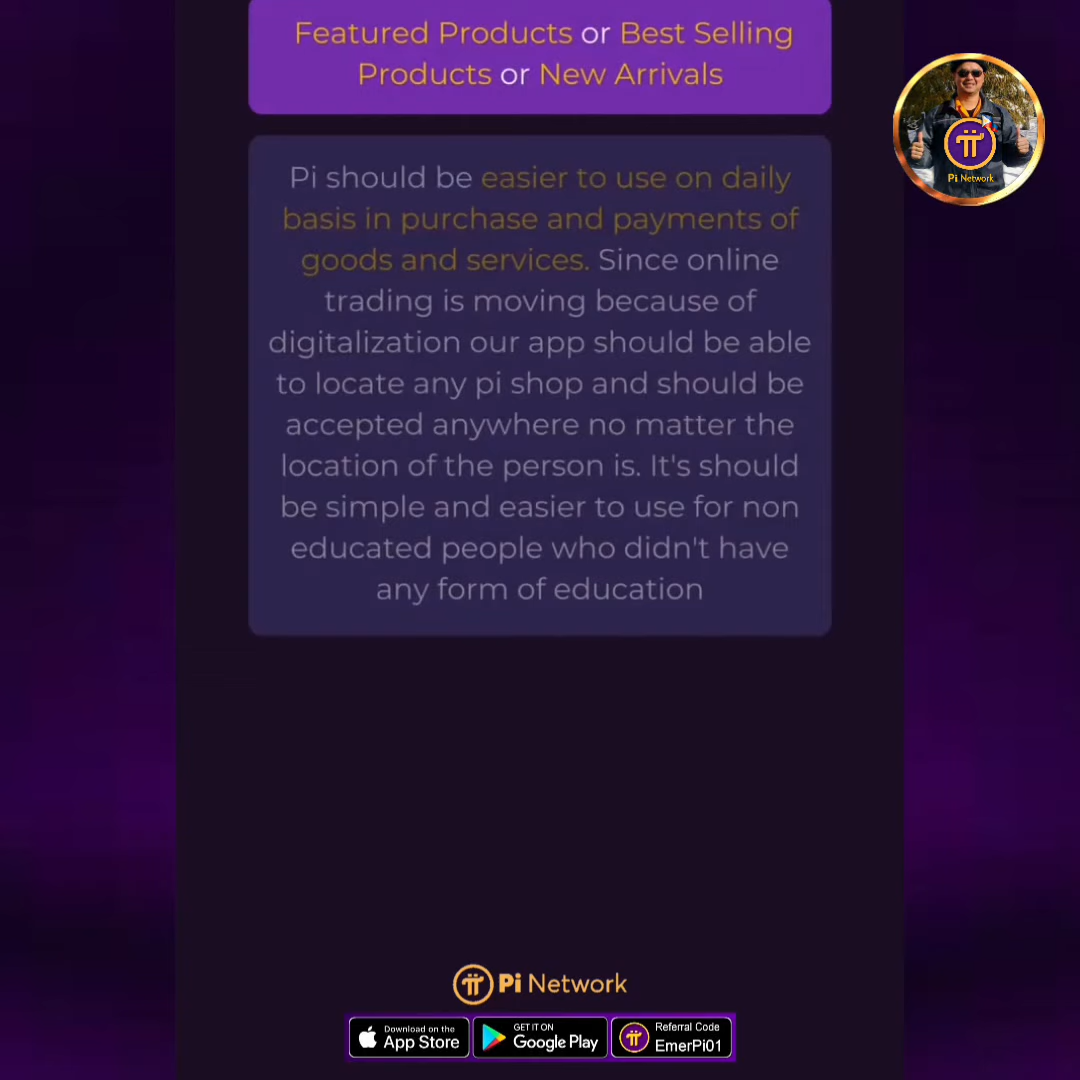 Featured Products or Best Selling
Products or New Arrivals
Pi Network
Pi should be easier to use on daily
basis in purchase and payments of
goods and services. Since online
trading is moving because of
digitalization our app should be able
to locate any pi shop and should be
accepted anywhere no matter the
location of the person is. It's should
be simple and easier to use for non
educated people who didn't have
any form of education
Pi Network
Download on the
App Store
GET IT ON
Google Play
Referral Code
EmerPi01